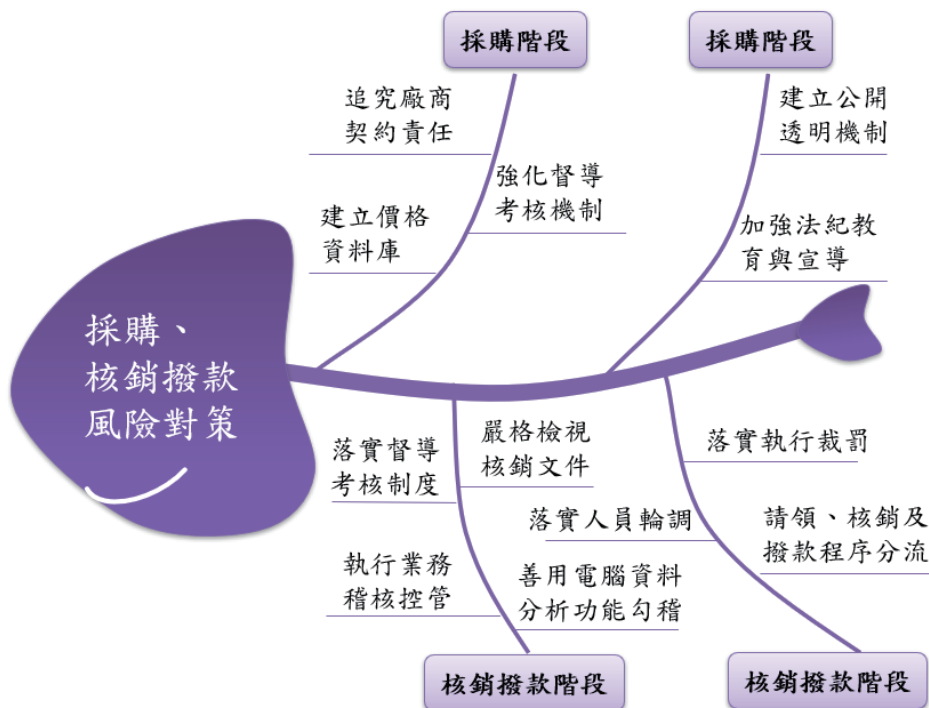 採購階段
採購階段
追究廠商
契約責任
建立公開
透明機制
強化督導
考核機制
建立價格
資料庫
加強法紀教
育與宣導
採購、
核銷撥款
風險對策
嚴格檢視
核銷文件
落實督導
考核制度
落實執行裁罰
落實人員輪調
請領、核銷及
撥款程序分流
執行業務
稽核控管
善用電腦資料
分析功能勾稽
核銷撥款階段
核銷撥款階段